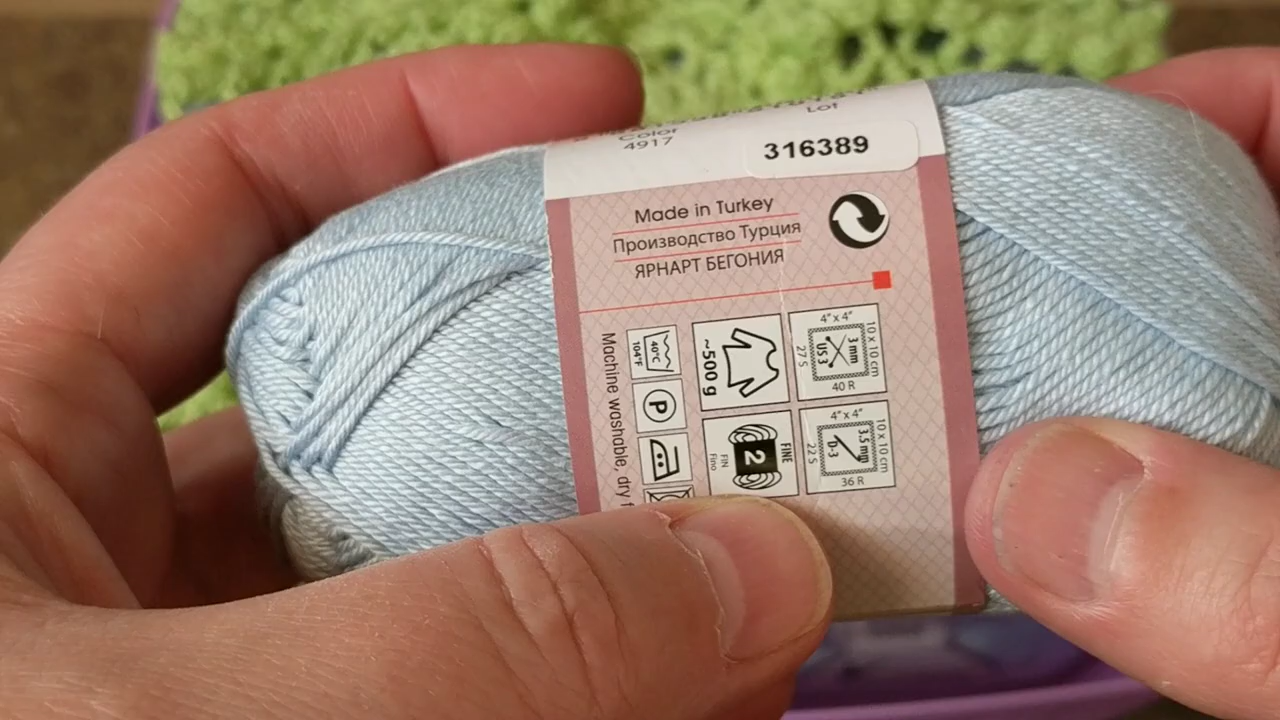 Color
4917
Lot
316389
Made in Turkey
Производство Турция
ЯРНАРТ БЕГОНИЯ
4" x 4"
10 x 10 cm
3 mm
US 3
27 S
40 R
~500 g
40°C
104°F
P
Machine washable, dry
4" x 4"
10 x 10 cm
3,5 mm
D-3
22 S
36 R
2
FINE
FIN
Fino